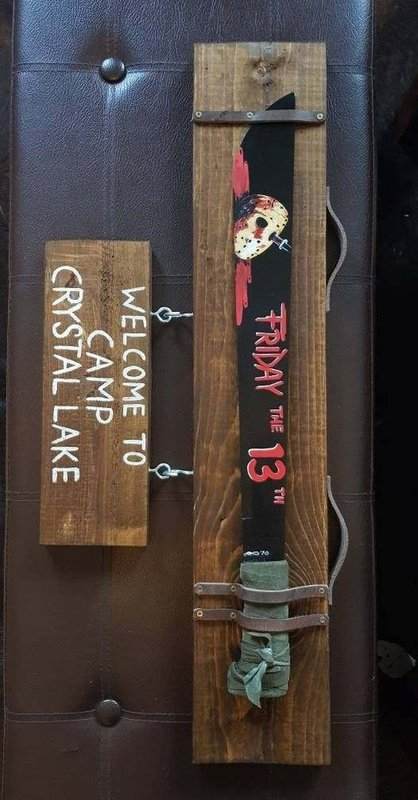 WELCOME TO
CAMP
CRYSTAL LAKE
FRIDAY THE 13TH